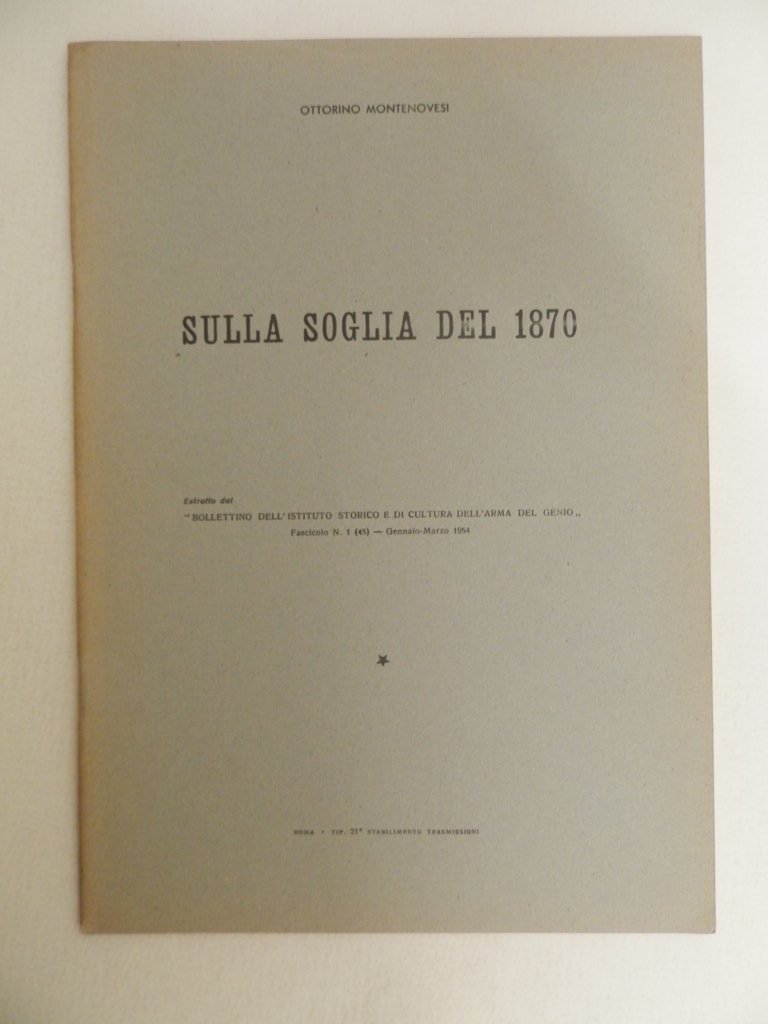 OTTORINO MONTENOVESI
SULLA SOGLIA DEL 1870
Estratto dal
"BOLLETTINO DELL'ISTITUTO STORICO E DI CULTURA DELL'ARMA DEL GENIO„
Fascicolo N. 1 (45) — Gennaio-Marzo 1954
ROMA - TIP. 21° STABILIMENTO TRASMISSIONI